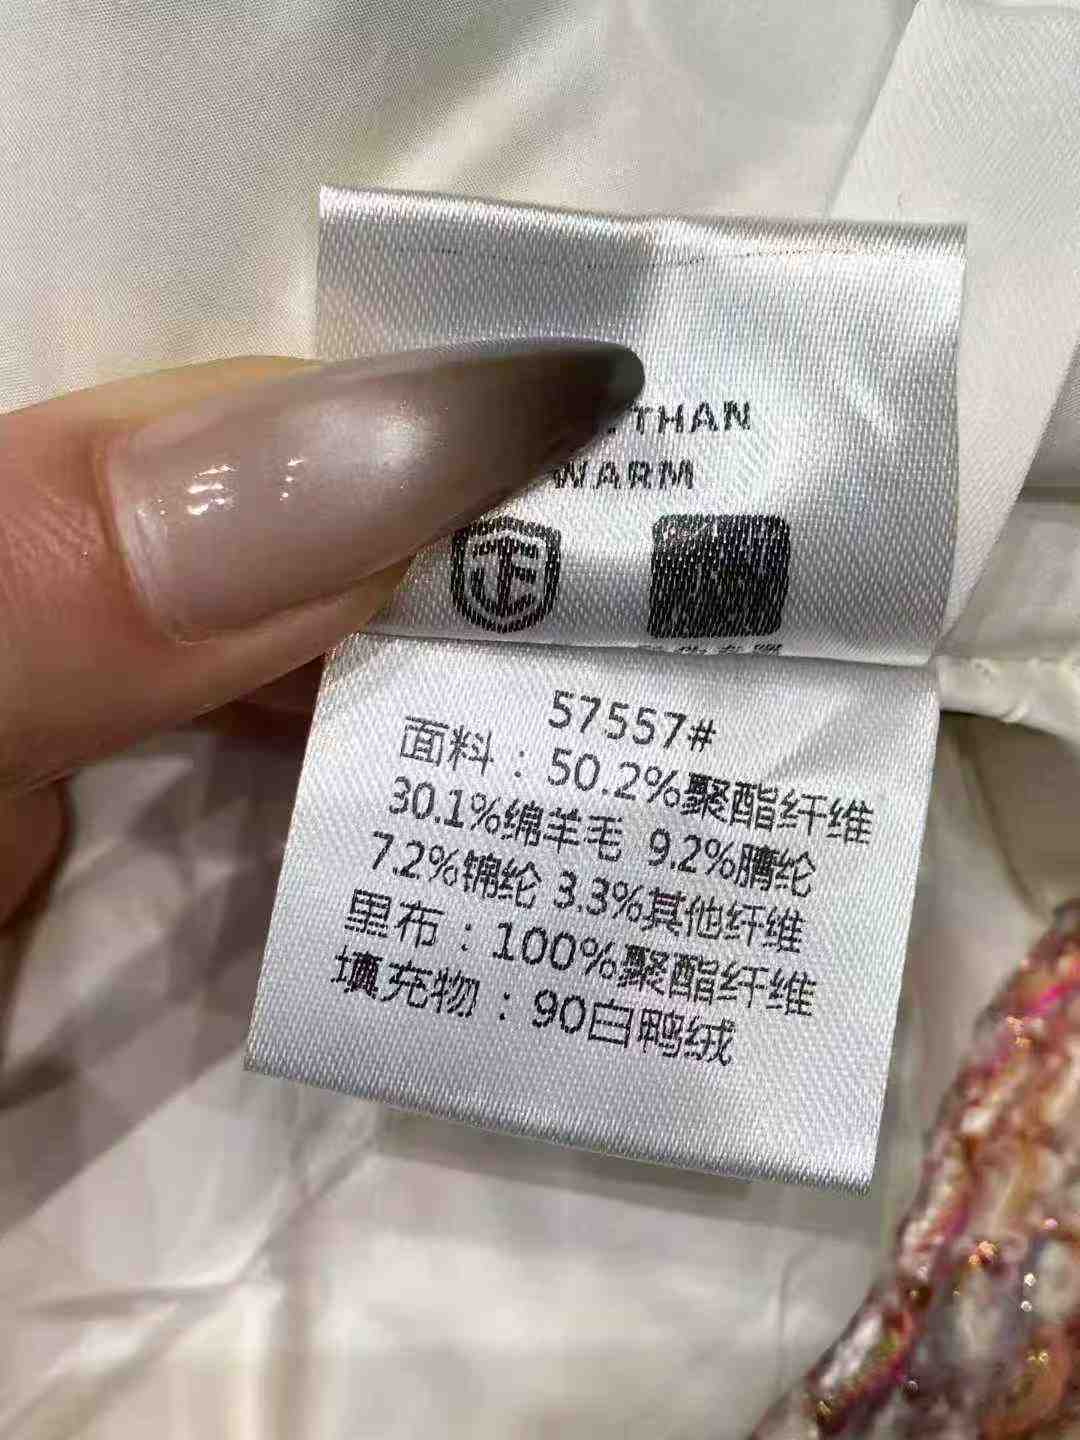 THAN
WARM
57557#
面料：50.2%聚酯纤维
30.1%绵羊毛 9.2%腈纶
7.2%锦纶 3.3%其他纤维
里布：100%聚酯纤维
填充物：90白鸭绒